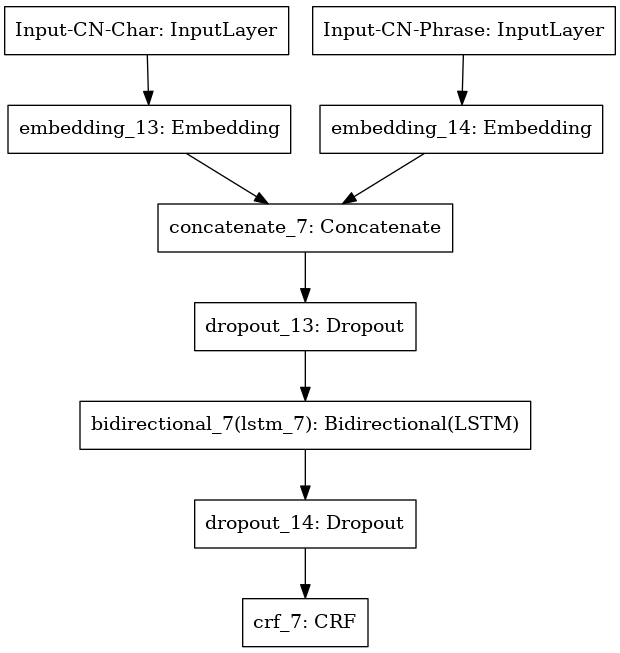 Input-CN-Char: InputLayer
Input-CN-Phrase: InputLayer
embedding_13: Embedding
embedding_14: Embedding
concatenate_7: Concatenate
dropout_13: Dropout
bidirectional_7(lstm_7): Bidirectional(LSTM)
dropout_14: Dropout
crf_7: CRF